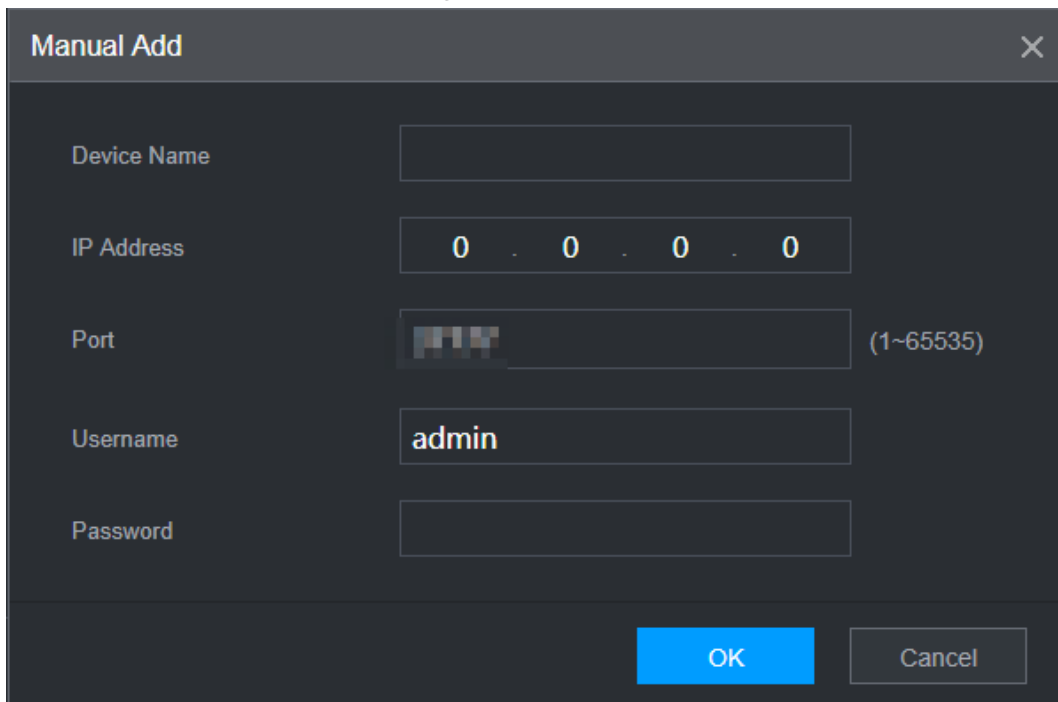 Manual Add
Device Name
IP Address 0 . 0 . 0 . 0
Port (1~65535)
Username admin
Password
OK Cancel